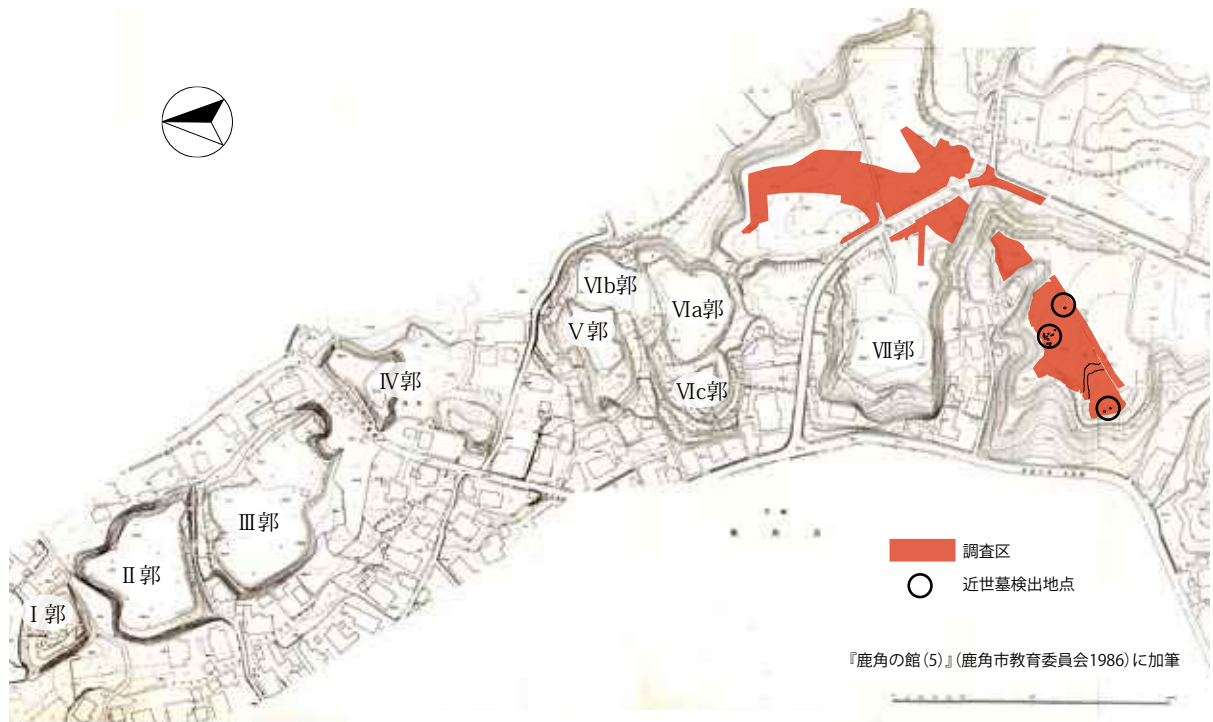 Ⅵb郭
Ⅵa郭
Ⅴ郭
Ⅶ郭
Ⅳ郭
Ⅵc郭
Ⅲ郭
Ⅱ郭
Ⅰ郭
調査区
近世墓検出地点
『鹿角の館(5)』(鹿角市教育委員会1986)に加筆